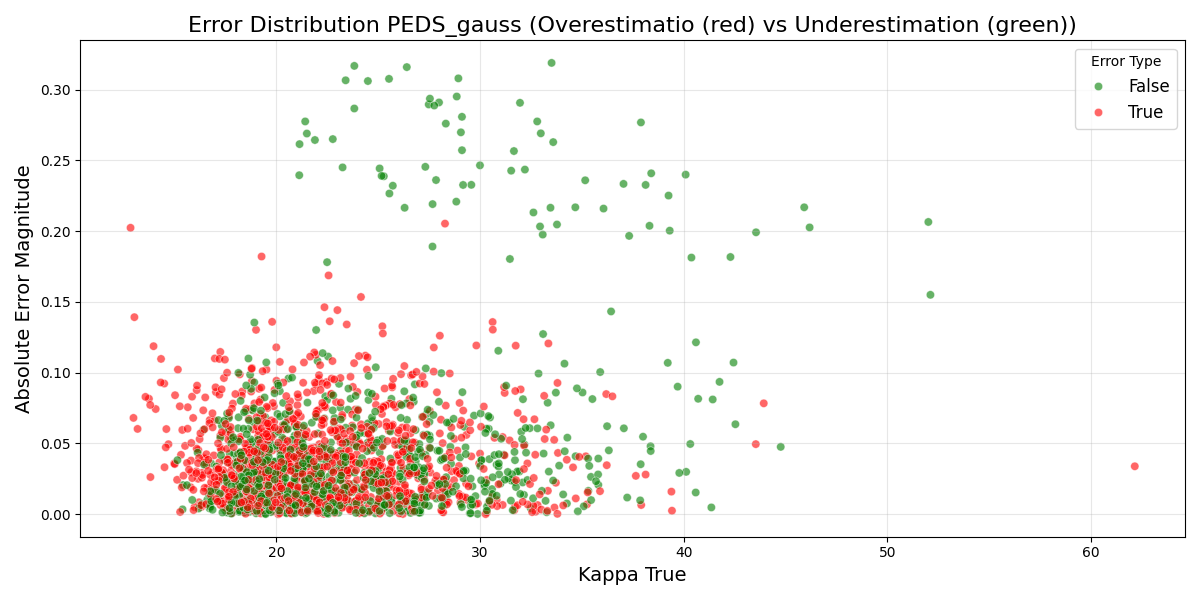 Error Distribution PEDS_gauss (Overestimatio (red) vs Underestimation (green))
Absolute Error Magnitude
0.30
0.25
0.20
0.15
0.10
0.05
0.00
Error Type
False
True
20
30
40
50
60
Kappa True